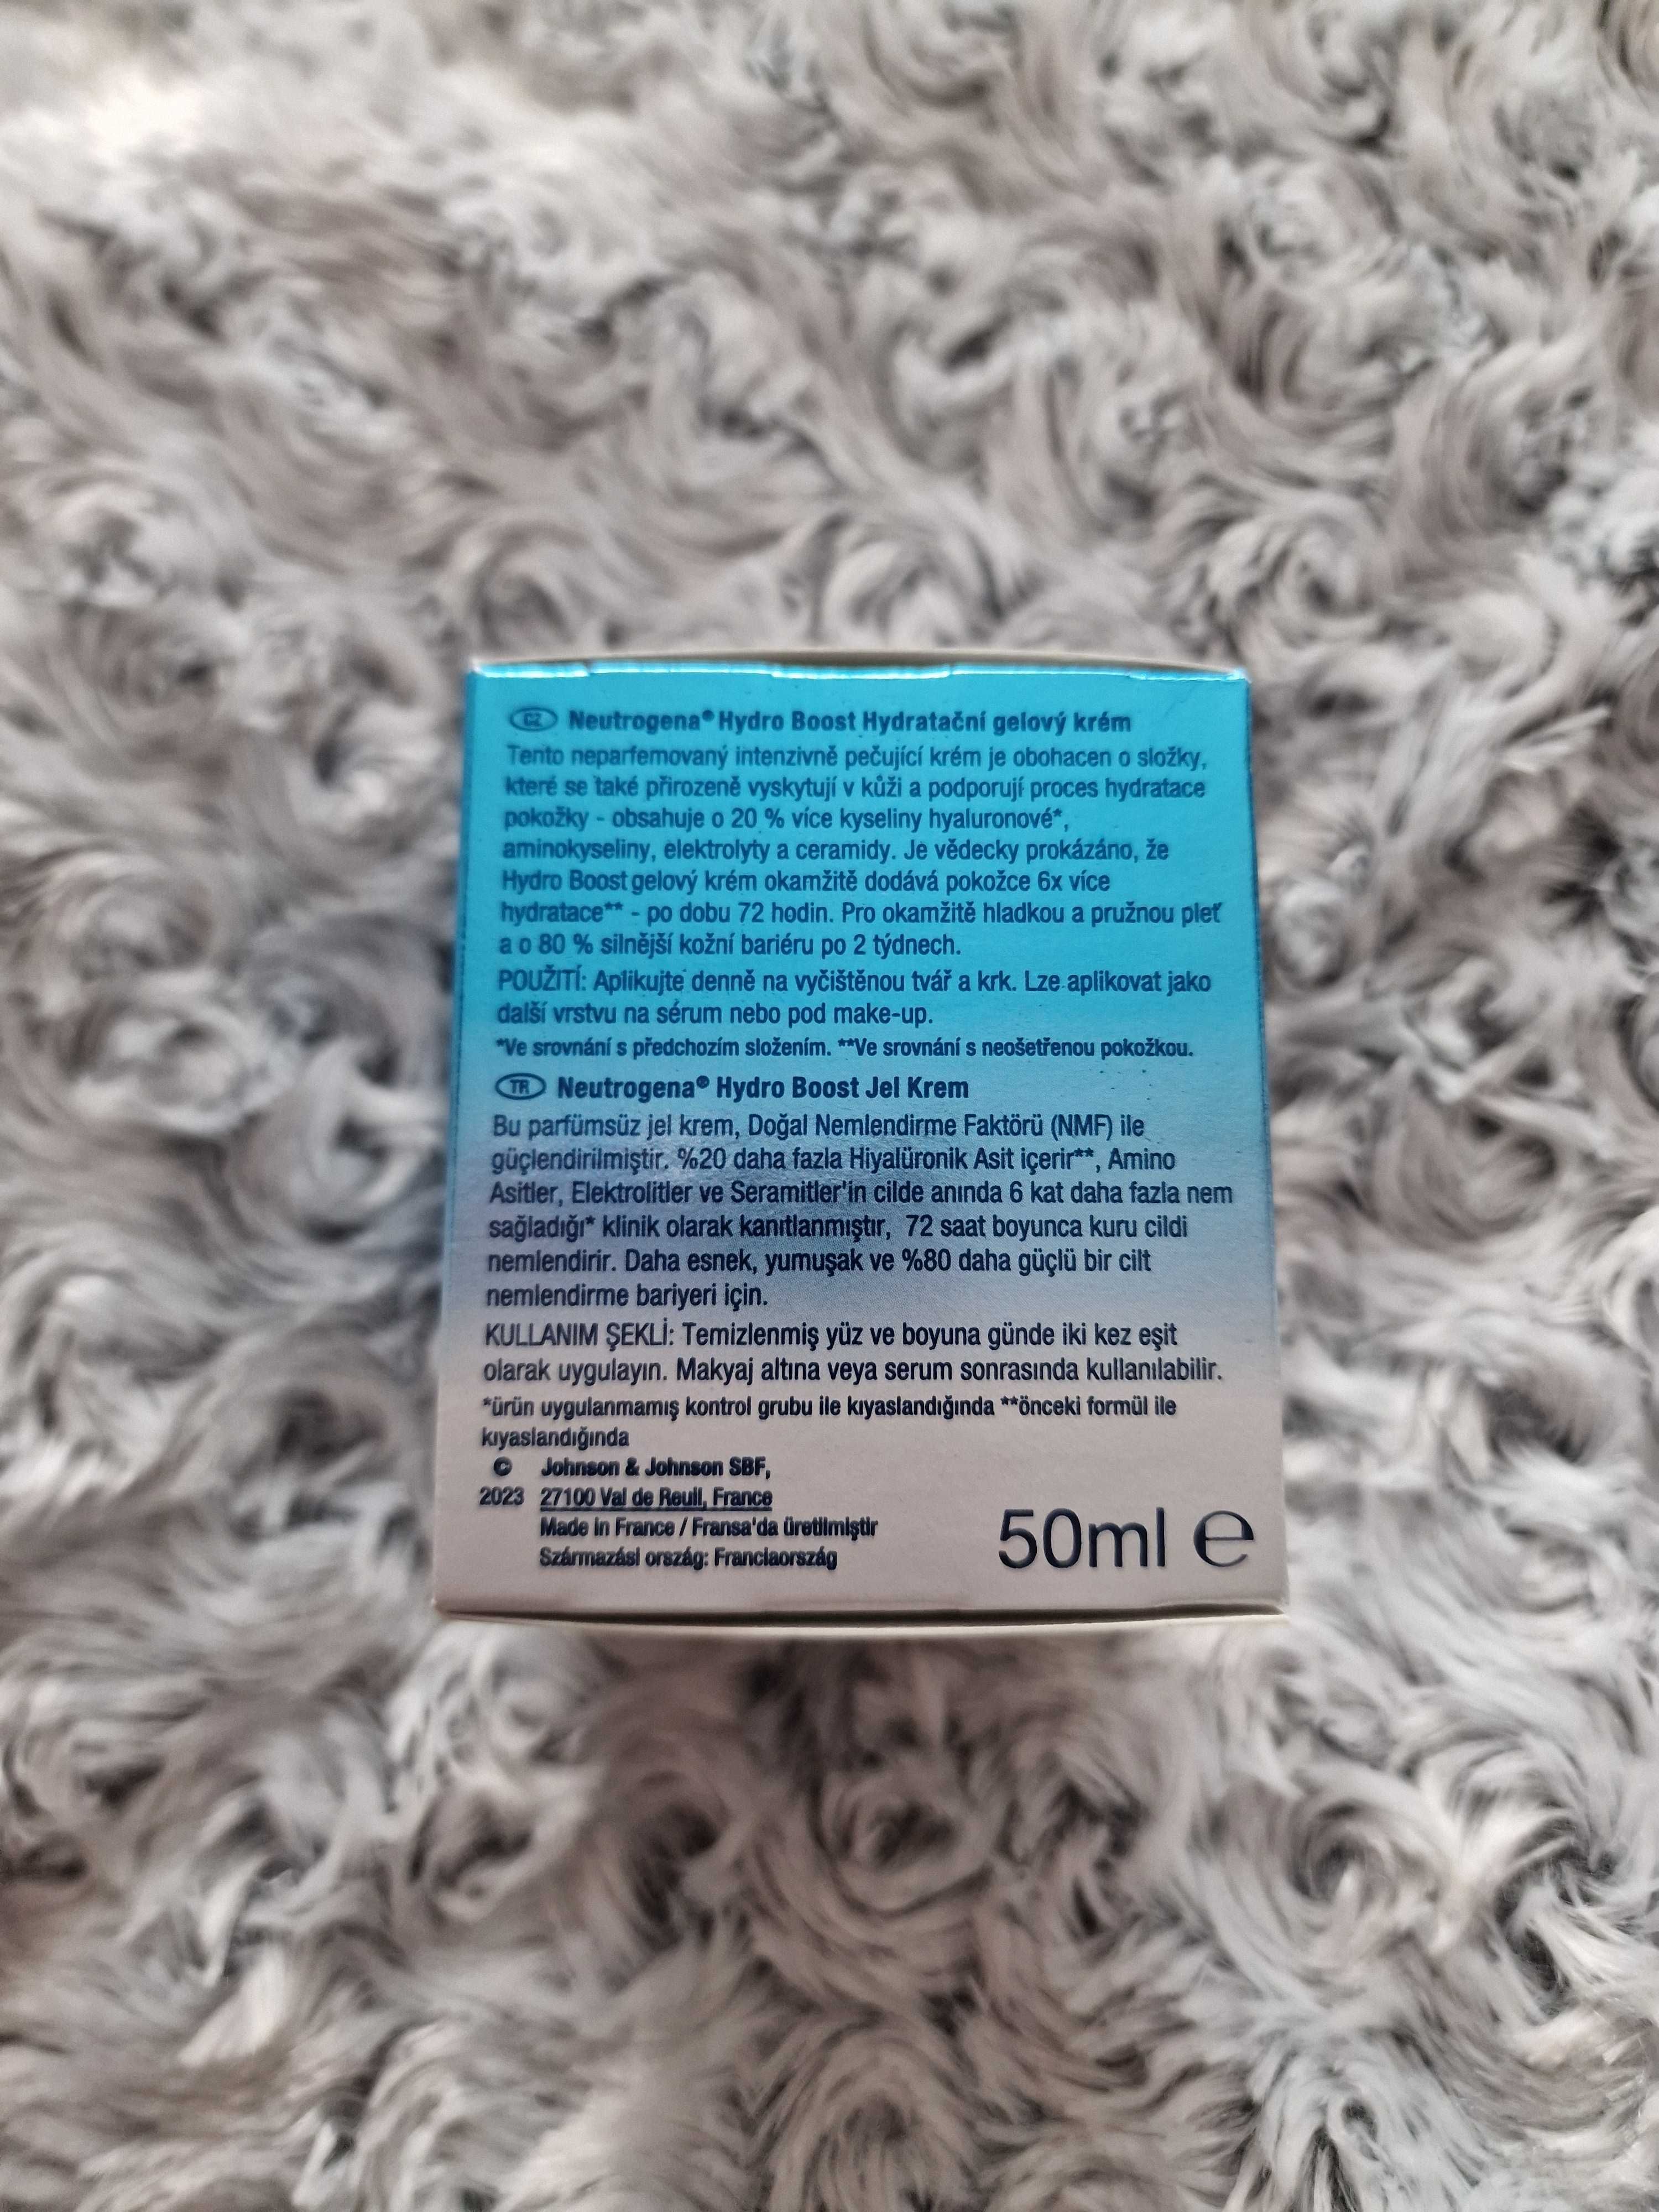 CZ Neutrogena® Hydro Boost Hydratační gelový krém
Tento neparfemovaný intenzivně pečující krém je obohacen o složky,
které se také přirozeně vyskytují v kůži a podporují proces hydratace
pokožky - obsahuje o 20 % více kyseliny hyaluronové*,
aminokyseliny, elektrolyty a ceramidy. Je vědecky prokázáno, že
Hydro Boost gelový krém okamžitě dodává pokožce 6x více
hydratace** - po dobu 72 hodin. Pro okamžitě hladkou a pružnou pleť
a o 80 % silnější kožní bariéru po 2 týdnech.
POUŽITÍ: Aplikujte denně na vyčištěnou tvář a krk. Lze aplikovat jako
další vrstvu na sérum nebo pod make-up.
*Ve srovnání s předchozím složením. **Ve srovnání s neošetřenou pokožkou.
TR Neutrogena® Hydro Boost Jel Krem
Bu parfümsüz jel krem, Doğal Nemlendirme Faktörü (NMF) ile
güçlendirilmiştir. %20 daha fazla Hiyalüronik Asit içerir**, Amino
Asitler, Elektrolitler ve Seramitler'in cilde anında 6 kat daha fazla nem
sağladığı* klinik olarak kanıtlanmıştır, 72 saat boyunca kuru cildi
nemlendirir. Daha esnek, yumuşak ve %80 daha güçlü bir cilt
nemlendirme bariyeri için.
KULLANIM ŞEKLİ: Temizlenmiş yüz ve boyuna günde iki kez eşit
olarak uygulayın. Makyaj altına veya serum sonrasında kullanılabilir.
*ürün uygulanmamış kontrol grubu ile kıyaslandığında **önceki formül ile
kıyaslandığında
© Johnson & Johnson SBF,
2023 27100 Val de Reuil, France
Made in France / Fransa'da üretilmiştir
Származási ország: Franciaország
50ml e